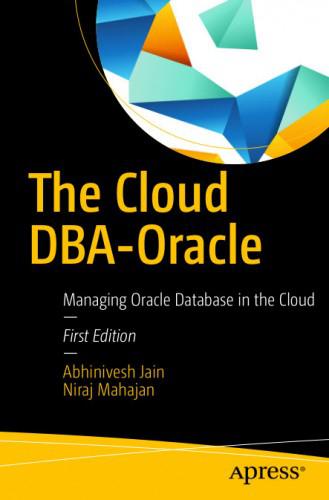 The Cloud
DBA-Oracle
Managing Oracle Database in the Cloud
—
First Edition
—
Abhinivesh Jain
Niraj Mahajan
Apress®